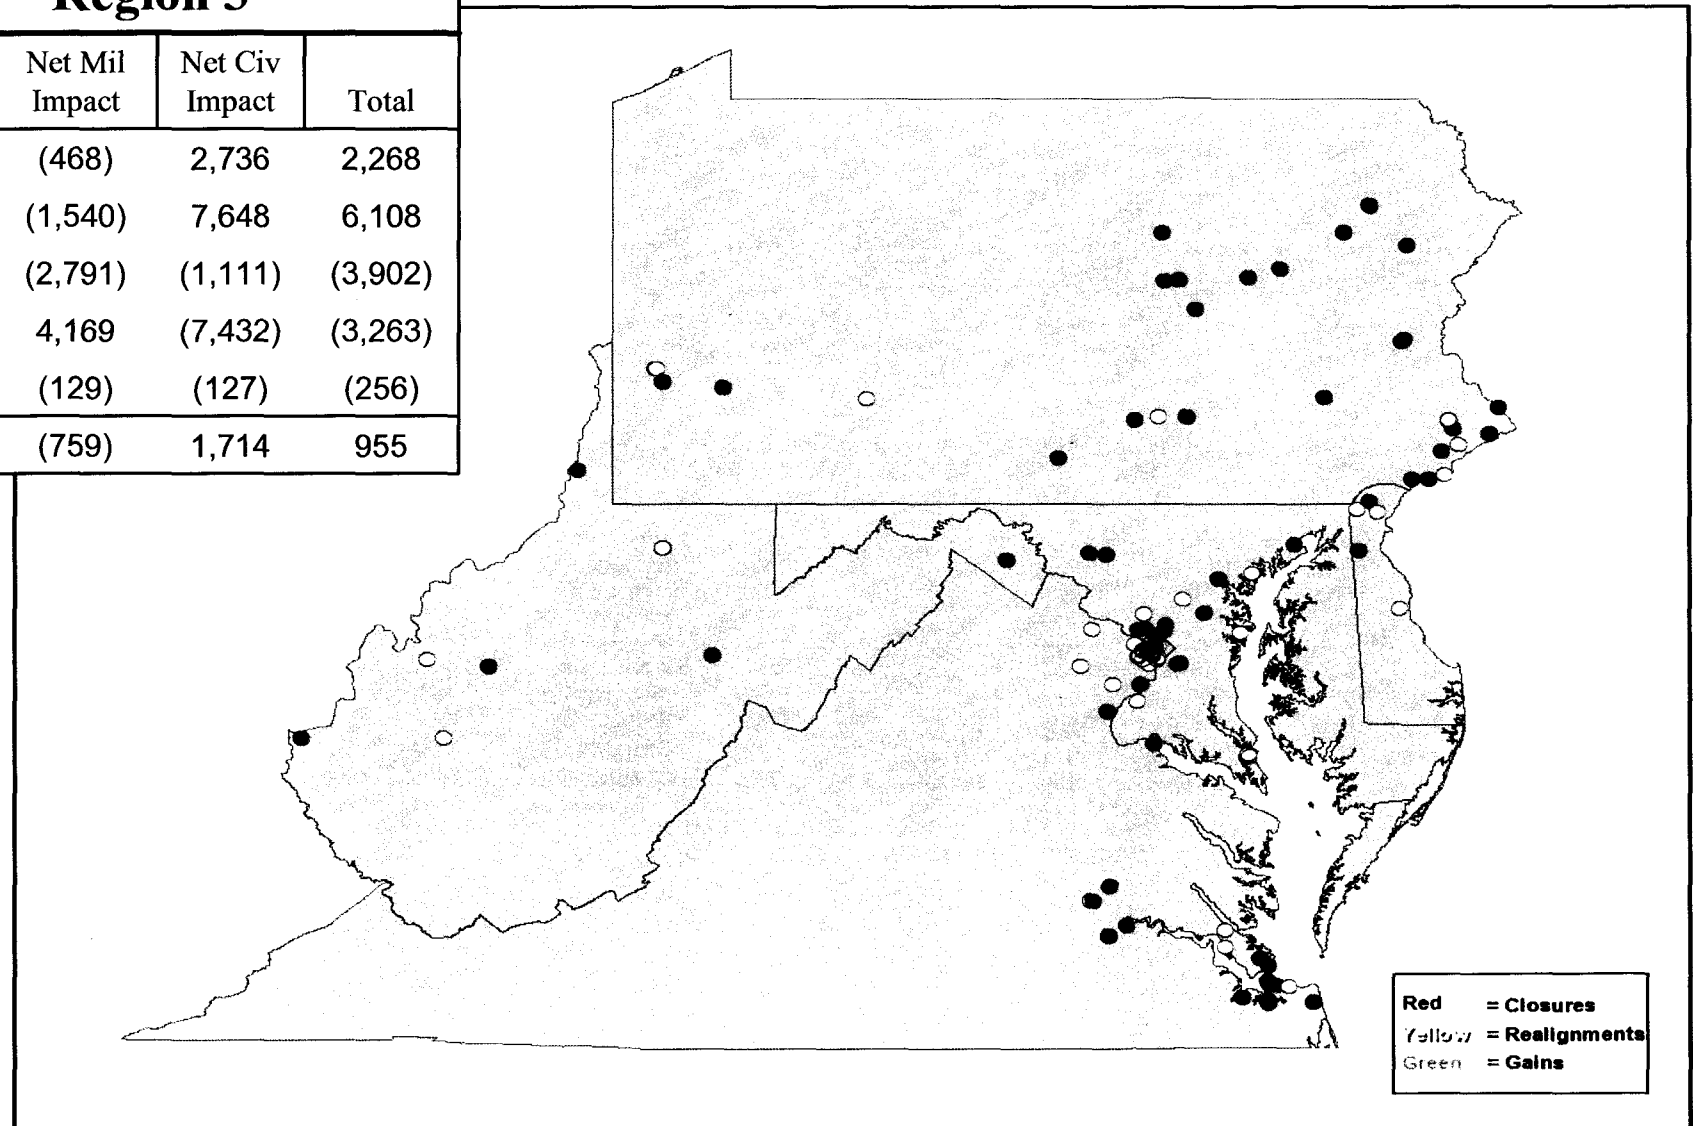 Region 3
Net Mil Impact Net Civ Impact Total
(468) 2,736 2,268
(1,540) 7,648 6,108
(2,791) (1,111) (3,902)
4,169 (7,432) (3,263)
(129) (127) (256)
(759) 1,714 955
Red = Closures
Yellow = Realignments
Green = Gains